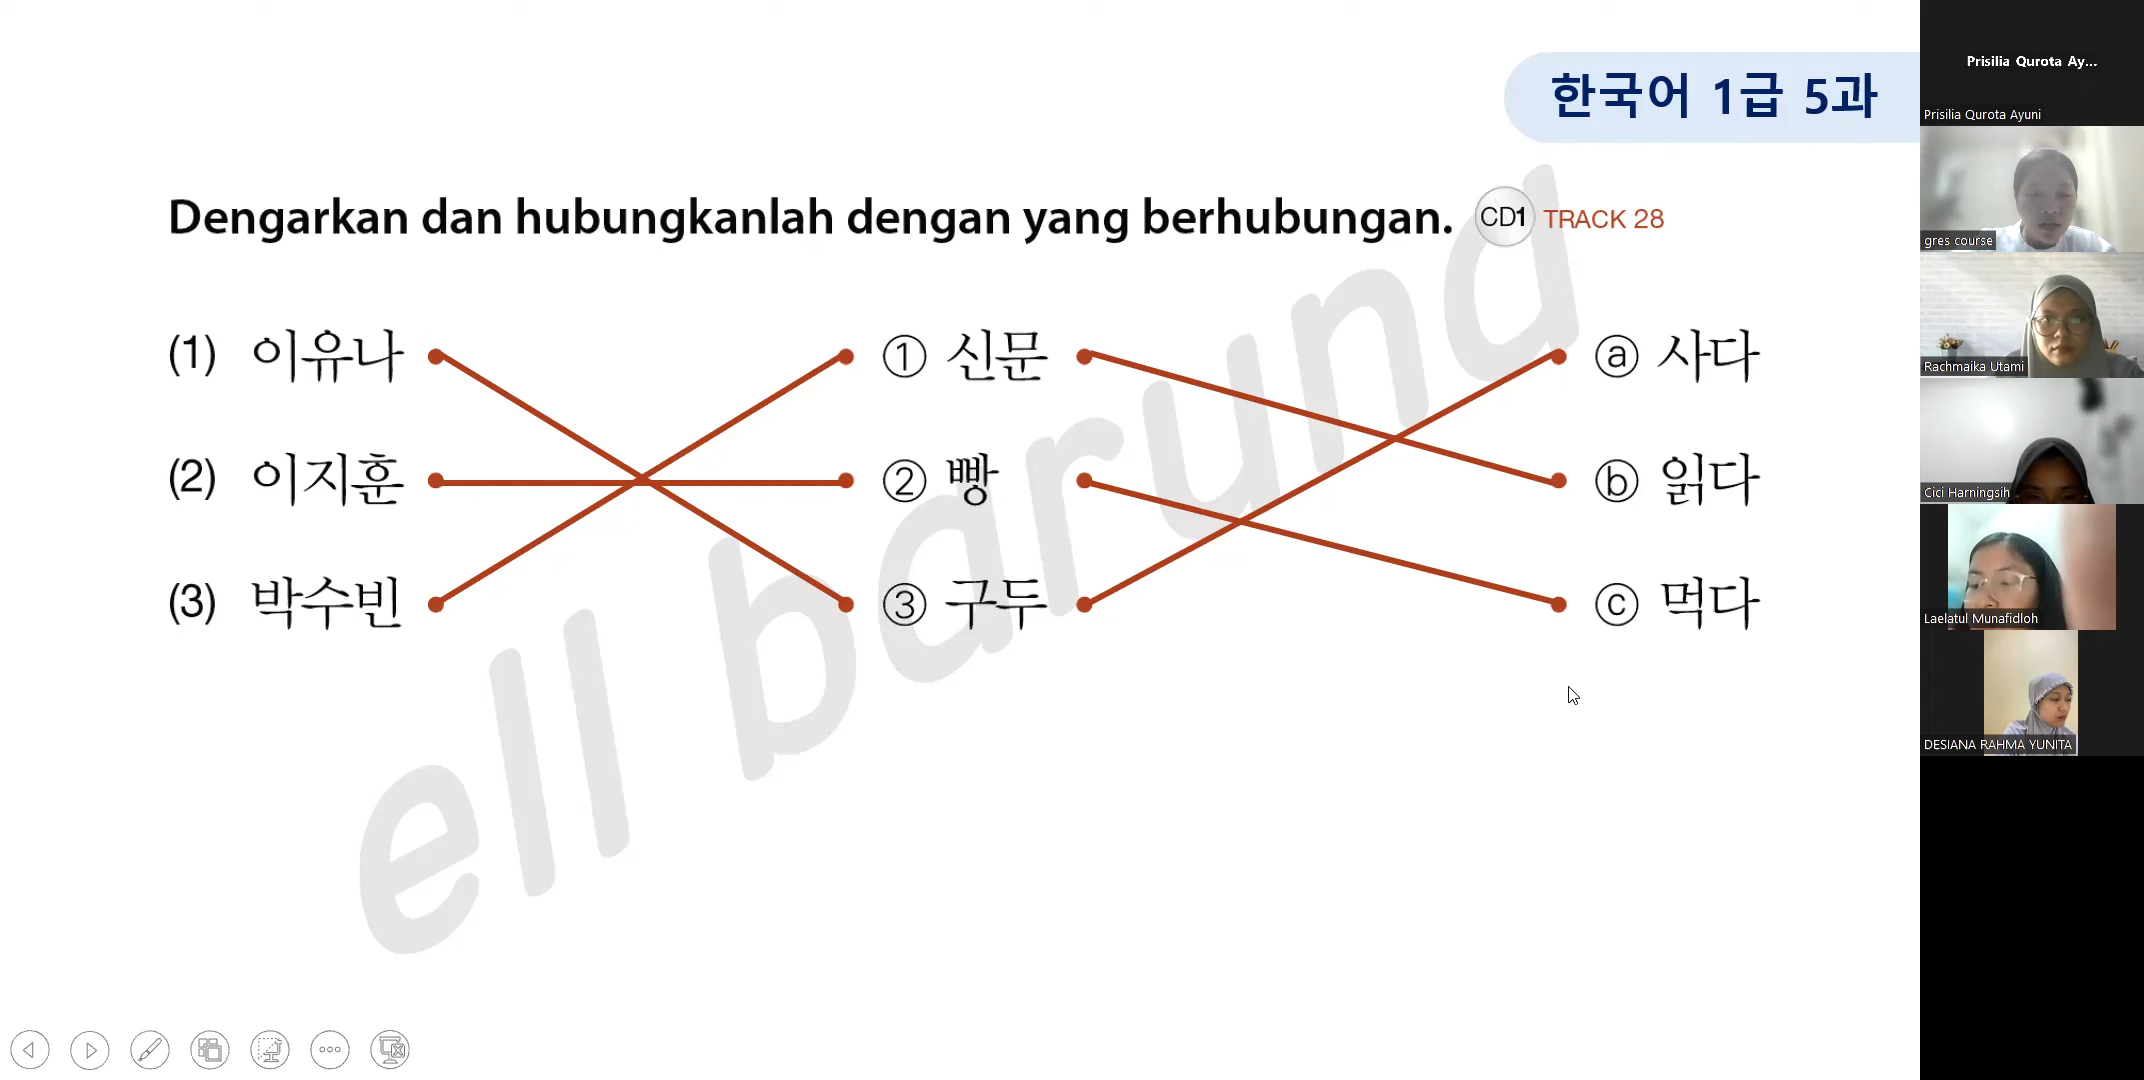 한국어 1급 5과
Dengarkan dan hubungkanlah dengan yang berhubungan. CD1 TRACK 28
(1) 이유나 ① 신문 ⓐ 사다
(2) 이지훈 ② 빵 ⓑ 읽다
(3) 박수빈 ③ 구두 ⓒ 먹다
ell barund
Prisilia Qurota Ay...
Prisilia Qurota Ayuni
gres course
Rachmaika Utami
Cici Harningsih
Laelatul Munafidloh
DESIANA RAHMA YUNITA